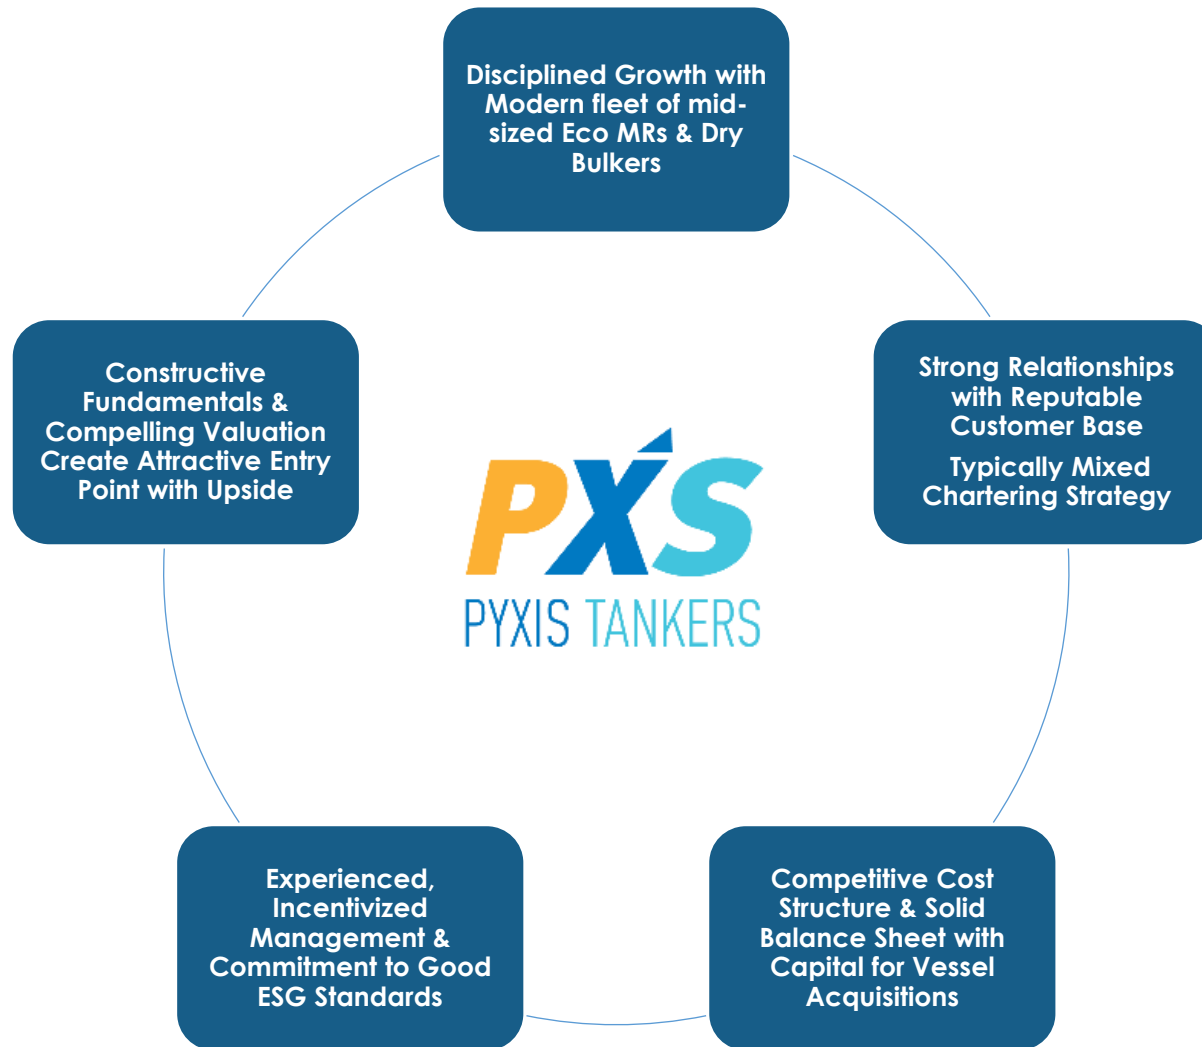 Disciplined Growth with
Modern fleet of mid-
sized Eco MRs & Dry
Bulkers
Strong Relationships
with Reputable
Customer Base
Typically Mixed
Chartering Strategy
Competitive Cost
Structure & Solid
Balance Sheet with
Capital for Vessel
Acquisitions
Experienced,
Incentivized
Management &
Commitment to Good
ESG Standards
Constructive
Fundamentals &
Compelling Valuation
Create Attractive Entry
Point with Upside
PXS
PYXIS TANKERS